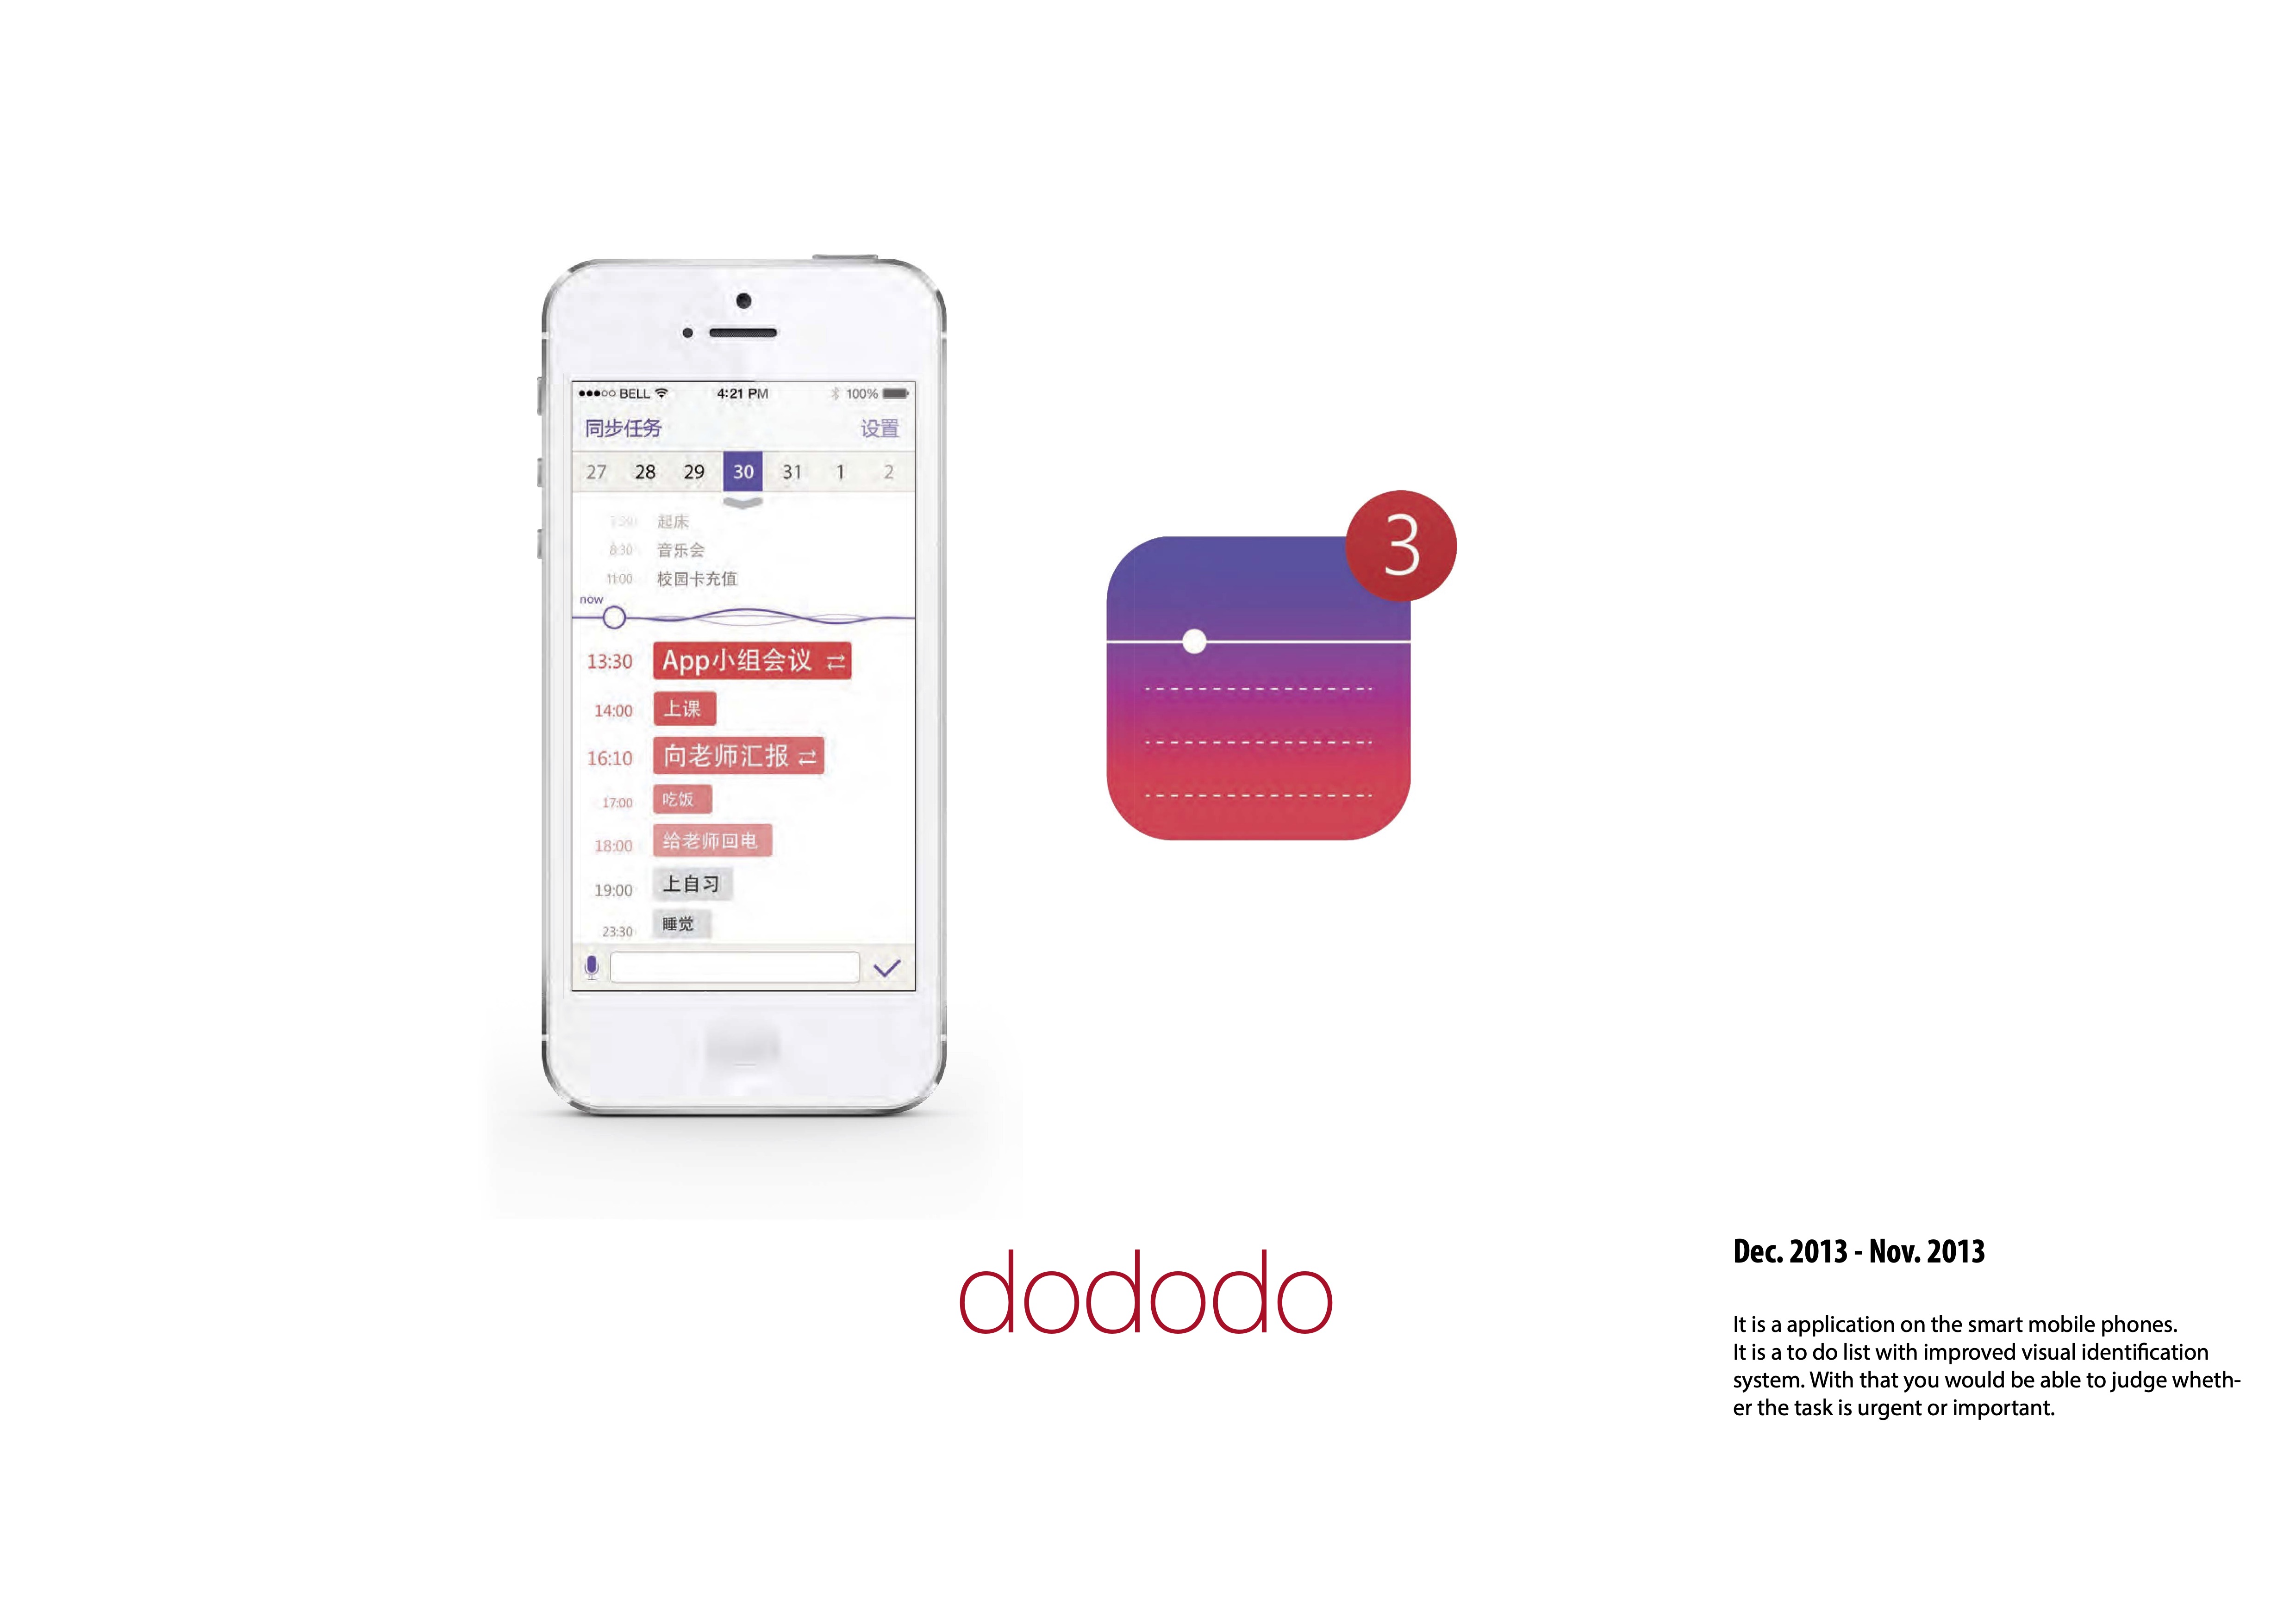 BELL 4:21 PM 100%
同步任务 设置
27 28 29 30 31 1 2
7:30 起床
8:30 音乐会
11:00 校园卡充值
now
13:30 App小组会议
14:00 上课
16:10 向老师汇报
17:00 吃饭
18:00 给老师回电
19:00 上自习
23:30 睡觉
3
dododo
Dec. 2013 - Nov. 2013
It is a application on the smart mobile phones.
It is a to do list with improved visual identification
system. With that you would be able to judge wheth-
er the task is urgent or important.